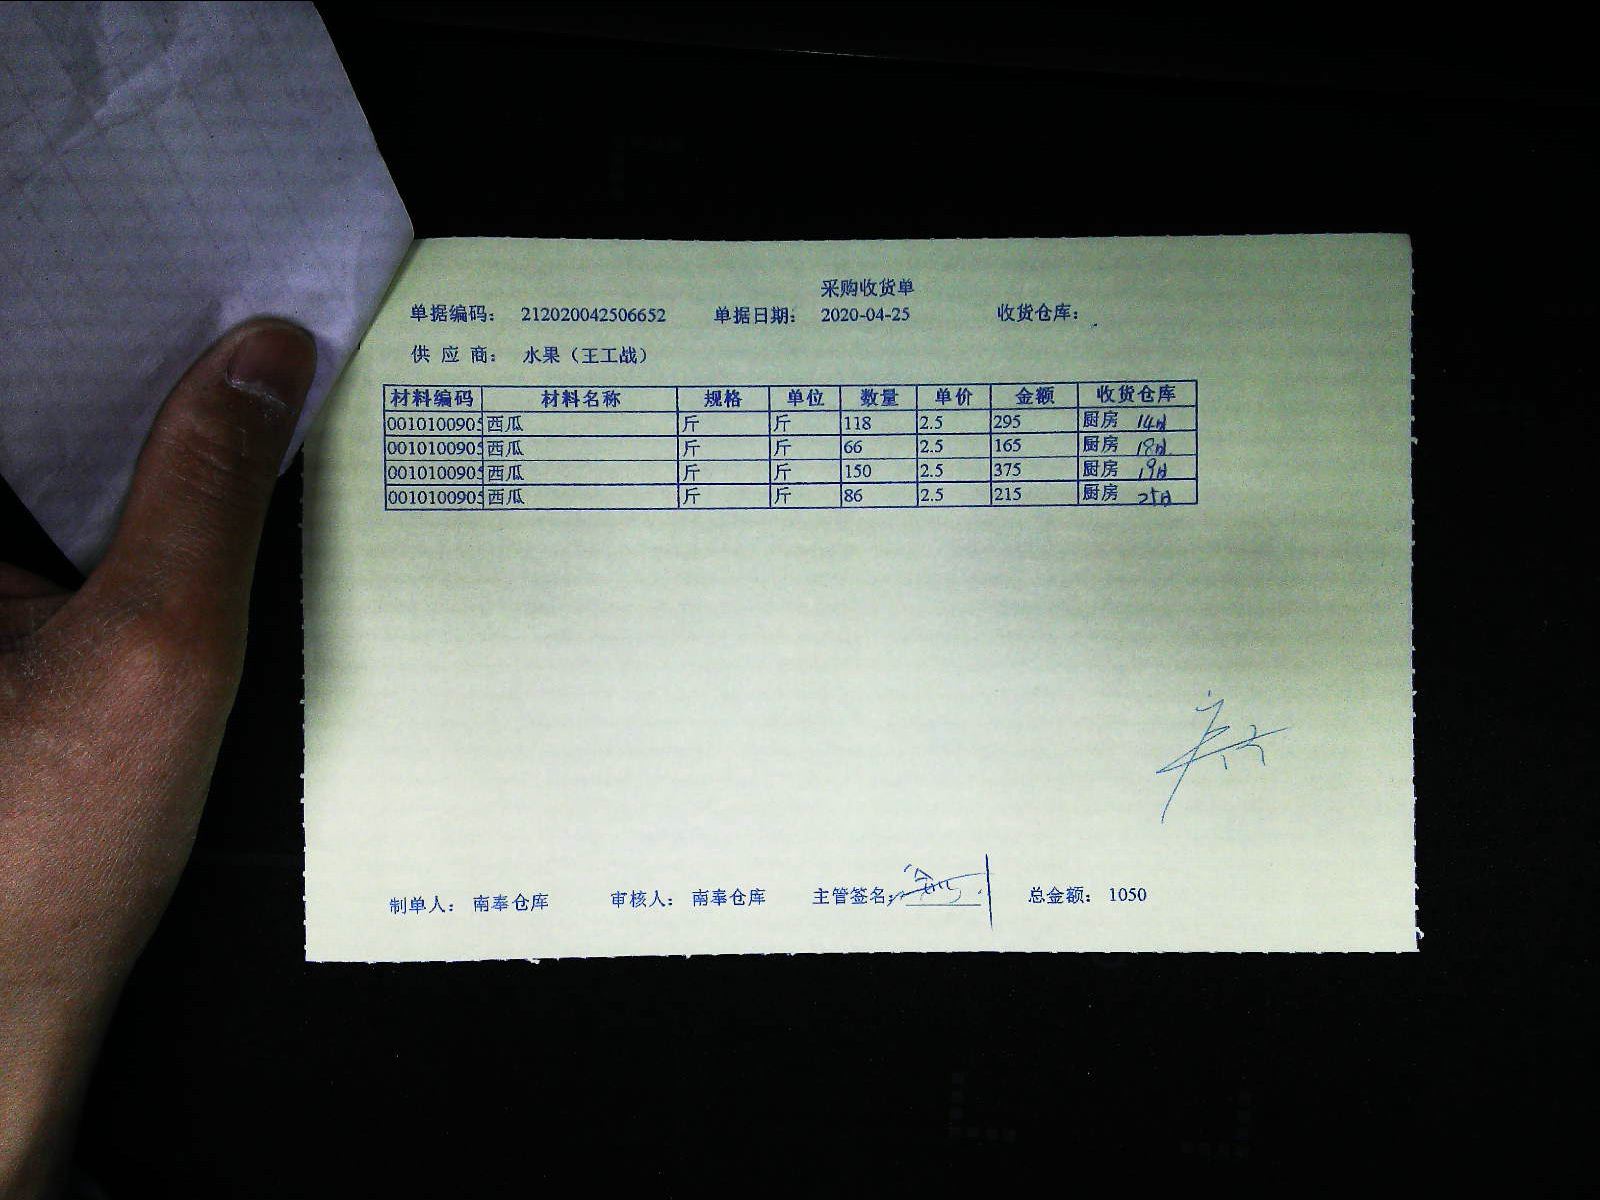 采购收货单
单据编码： 212020042506652 单据日期： 2020-04-25 收货仓库：
供 应 商： 水果（王工战）
材料编码 材料名称 规格 单位 数量 单价 金额 收货仓库
0010100905 西瓜 斤 斤 118 2.5 295 厨房 14日
0010100905 西瓜 斤 斤 66 2.5 165 厨房 18日
0010100905 西瓜 斤 斤 150 2.5 375 厨房 19日
0010100905 西瓜 斤 斤 86 2.5 215 厨房 25日
制单人： 南奉仓库 审核人： 南奉仓库 主管签名： 总金额： 1050